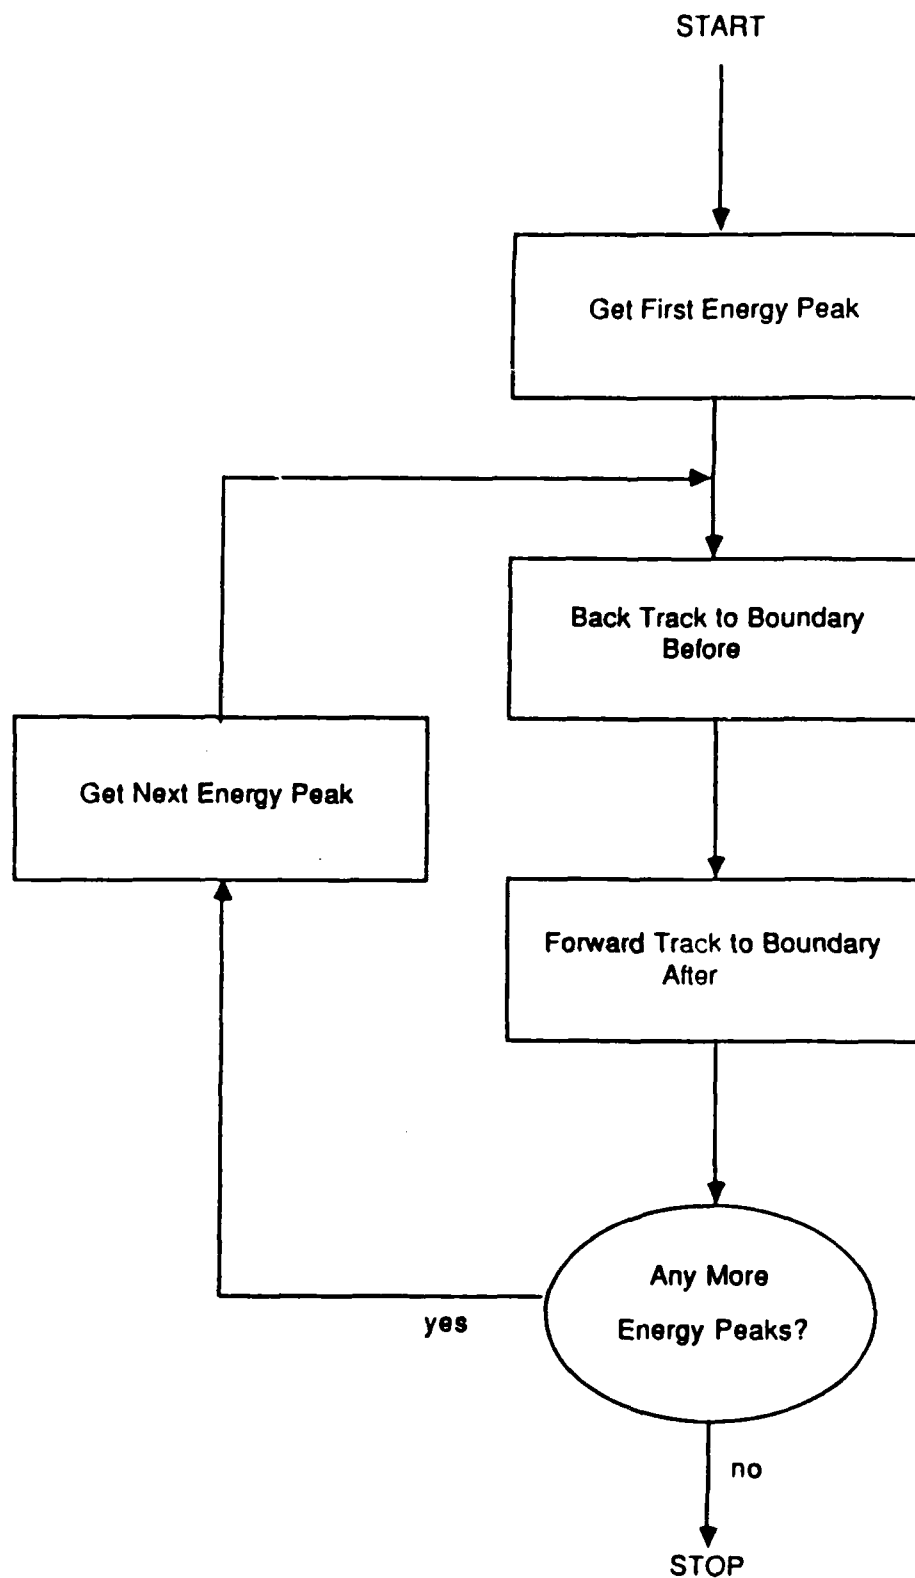 START
Get First Energy Peak
Back Track to Boundary
Before
Get Next Energy Peak
Forward Track to Boundary
After
Any More
Energy Peaks?
yes
no
STOP